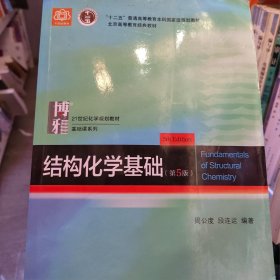 "十二五"普通高等教育本科国家级规划教材
北京高等教育精品教材
博雅
21世纪化学规划教材
基础课系列
5th Edition
结构化学基础(第5版)
Fundamentals
of Structural
Chemistry
周公度 段连运 编著